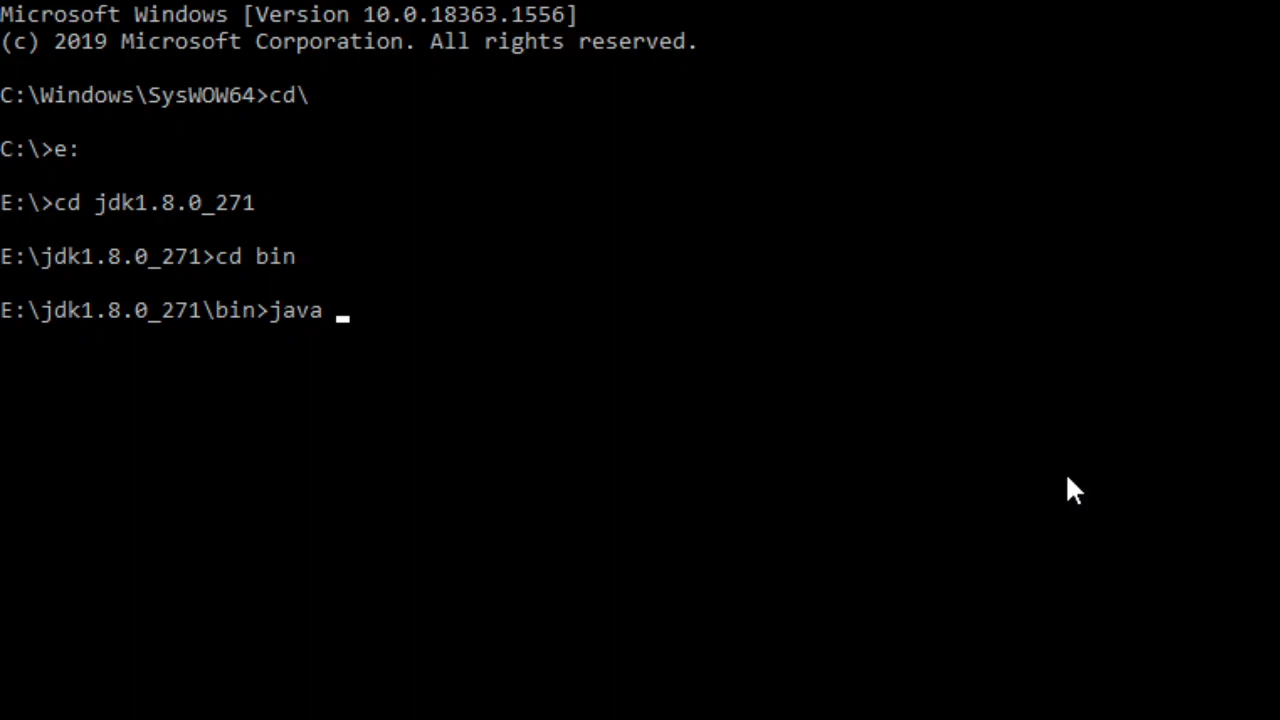 Microsoft Windows [Version 10.0.18363.1556]
(c) 2019 Microsoft Corporation. All rights reserved.
C:\Windows\SysWOW64>cd\
C:\>e:
E:\>cd jdk1.8.0_271
E:\jdk1.8.0_271>cd bin
E:\jdk1.8.0_271\bin>java